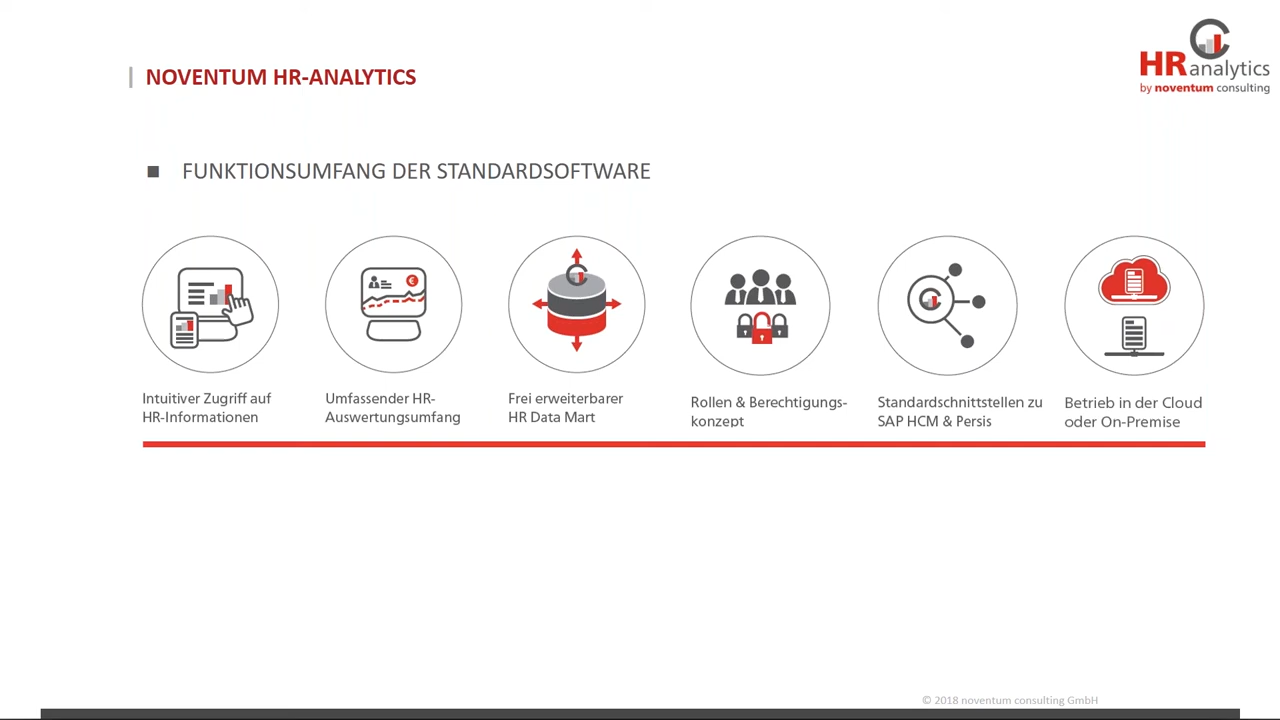 HR analytics
by noventum consulting
NOVENTUM HR-ANALYTICS
FUNKTIONSUMFANG DER STANDARDSOFTWARE
€
Intuitiver Zugriff auf
HR-Informationen
Umfassender HR-
Auswertungsumfang
Frei erweiterbarer
HR Data Mart
Rollen & Berechtigungs-
konzept
Standardschnittstellen zu
SAP HCM & Persis
Betrieb in der Cloud
oder On-Premise
© 2018 noventum consulting GmbH